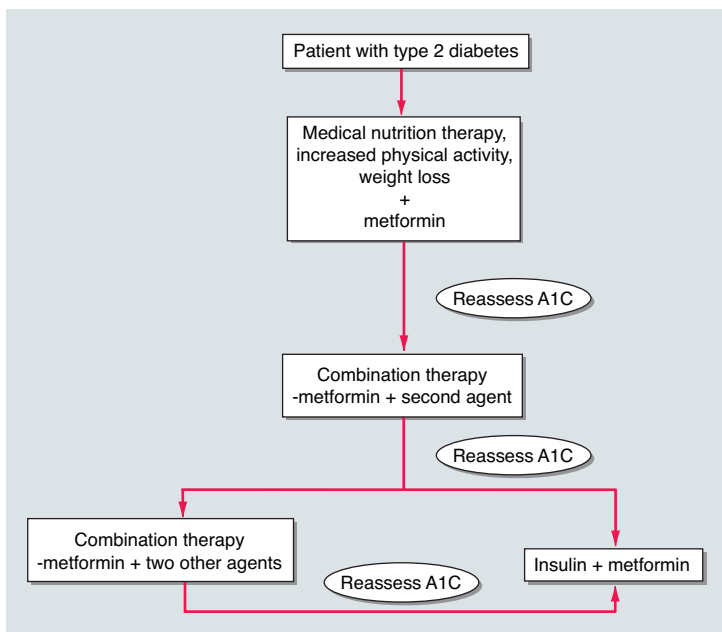 Patient with type 2 diabetes
Medical nutrition therapy,
increased physical activity,
weight loss
+
metformin
Reassess A1C
Combination therapy
-metformin + second agent
Reassess A1C
Combination therapy
-metformin + two other agents
Insulin + metformin
Reassess A1C